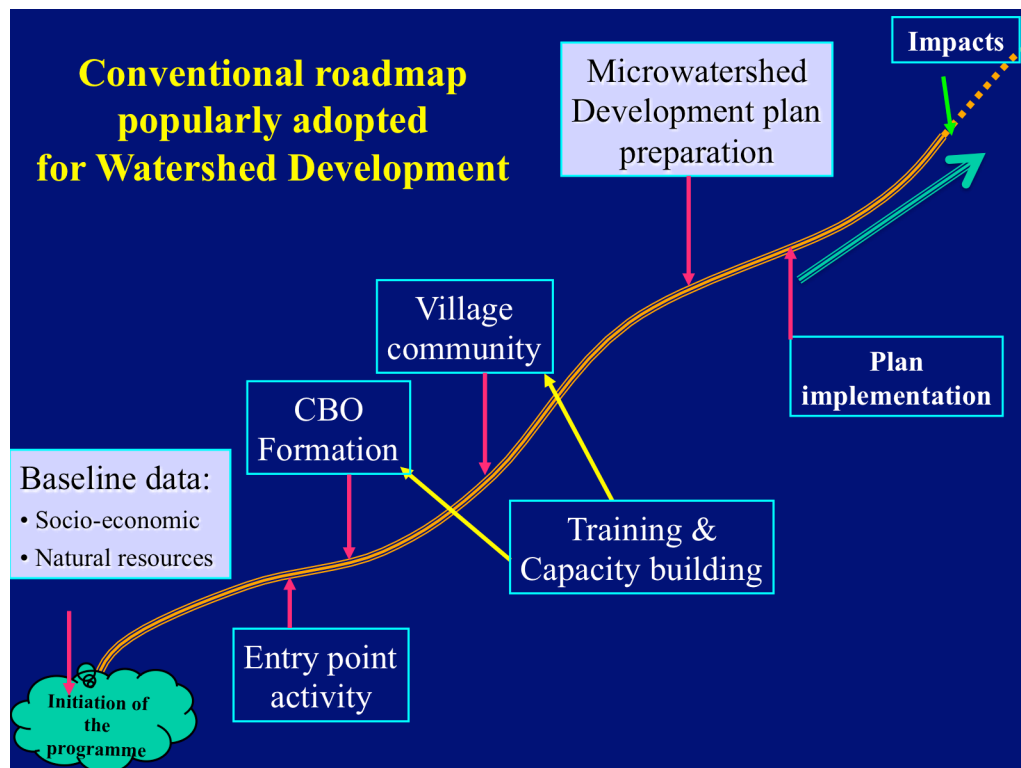 Conventional roadmap
popularly adopted
for Watershed Development
Impacts
Microwatershed
Development plan
preparation
Village
community
Plan
implementation
CBO
Formation
Baseline data:
• Socio-economic
• Natural resources
Training &
Capacity building
Entry point
activity
Initiation of
the
programme